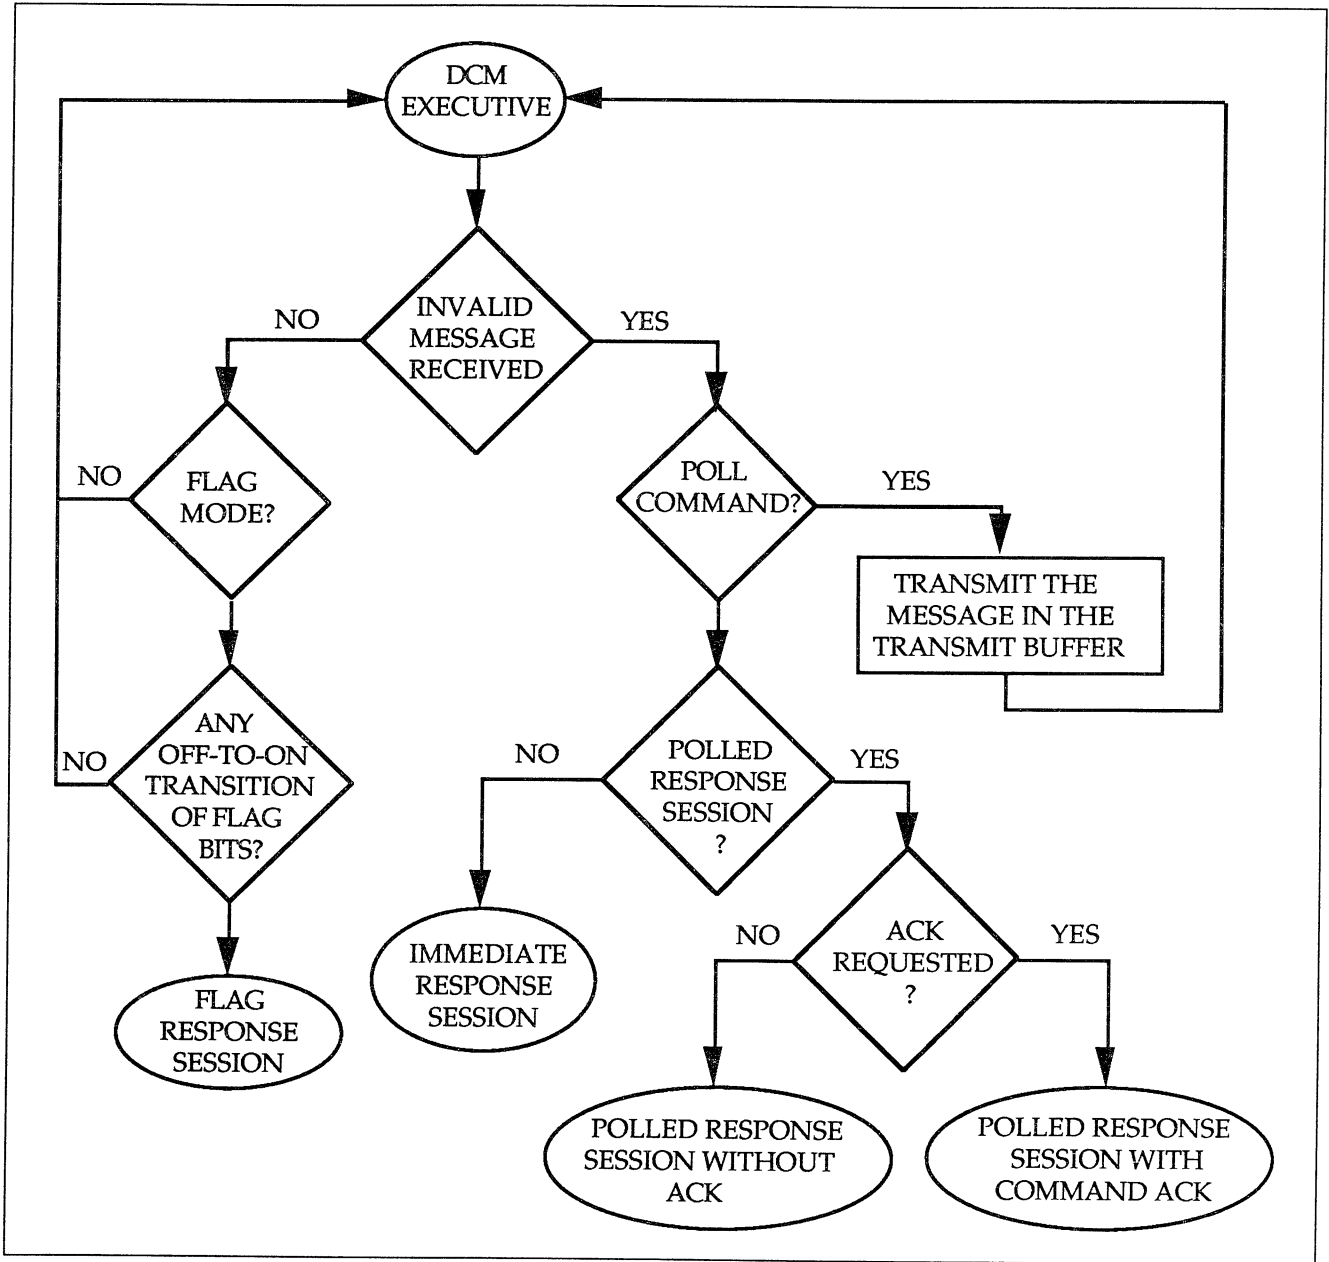 DCM
EXECUTIVE
INVALID
MESSAGE
RECEIVED
NO
YES
FLAG
MODE?
NO
POLL
COMMAND?
YES
TRANSMIT THE
MESSAGE IN THE
TRANSMIT BUFFER
ANY
OFF-TO-ON
TRANSITION
OF FLAG
BITS?
NO
POLLED
RESPONSE
SESSION
?
NO
YES
FLAG
RESPONSE
SESSION
IMMEDIATE
RESPONSE
SESSION
ACK
REQUESTED
?
NO
YES
POLLED RESPONSE
SESSION WITHOUT
ACK
POLLED RESPONSE
SESSION WITH
COMMAND ACK